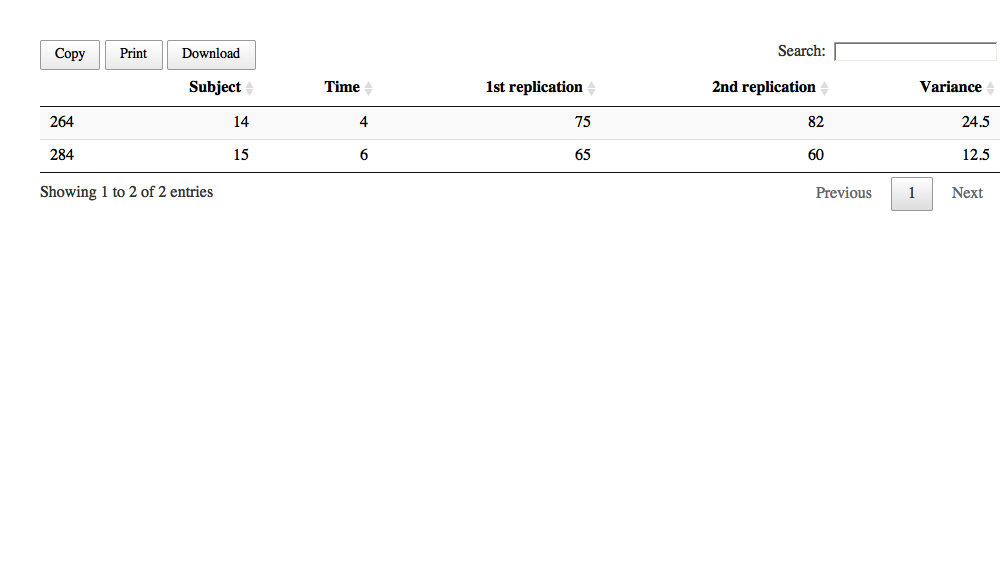 Copy Print Download Search:
Subject Time 1st replication 2nd replication Variance
264 14 4 75 82 24.5
284 15 6 65 60 12.5
Showing 1 to 2 of 2 entries Previous 1 Next